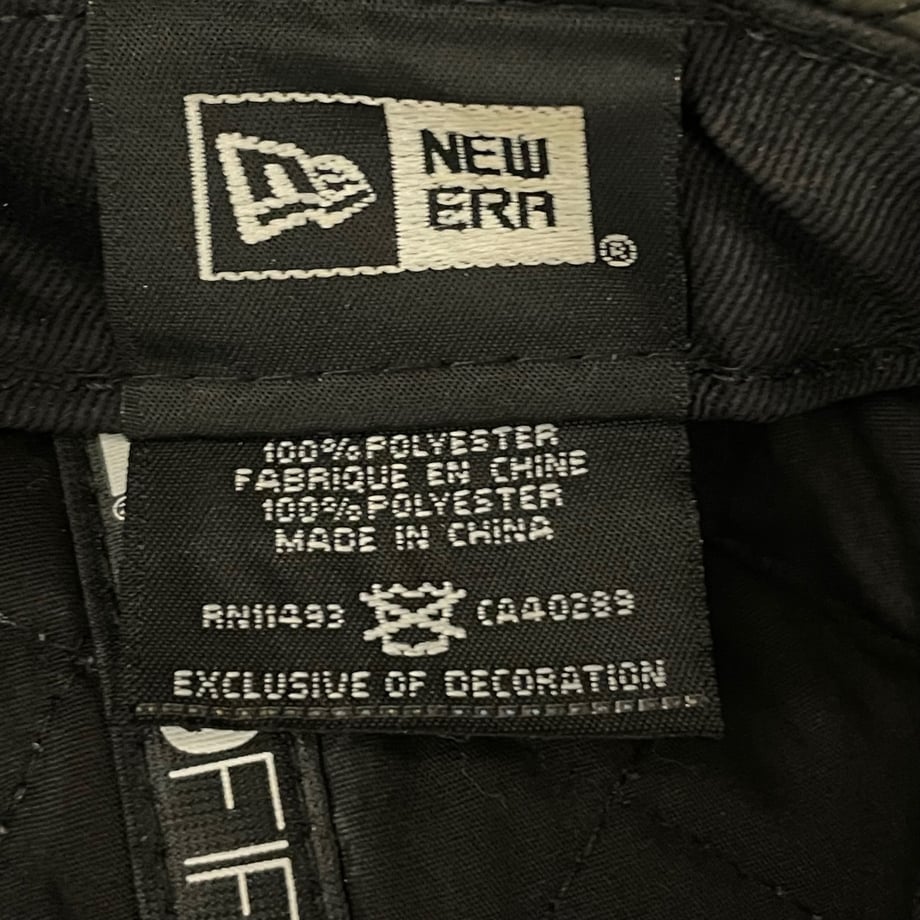 NEW
ERA
®
100% POLYESTER
FABRIQUE EN CHINE
100% POLYESTER
MADE IN CHINA
RN11493 CA40289
EXCLUSIVE OF DECORATION